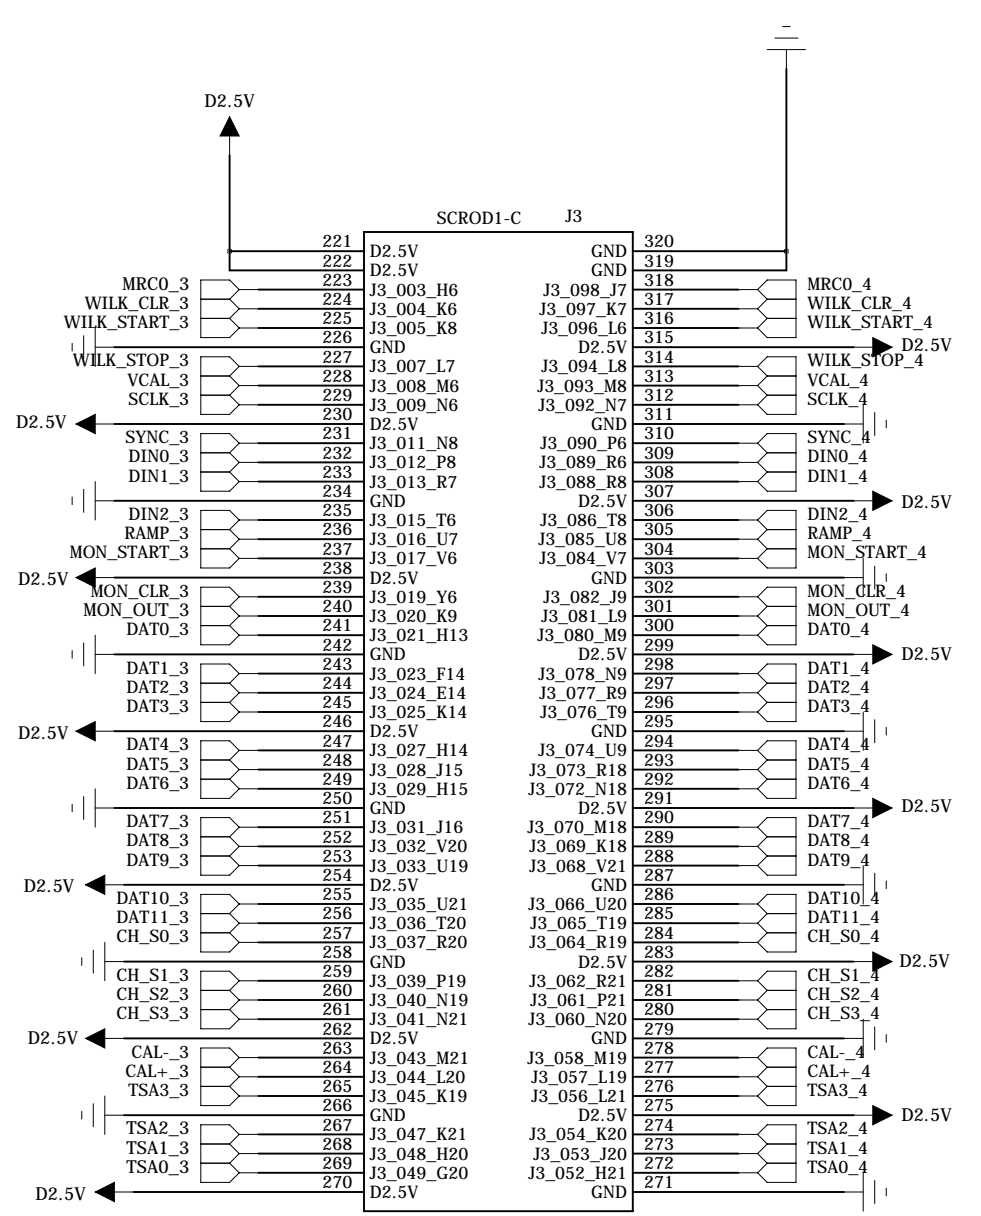 D2.5V
SCROD1-C J3
221 D2.5V GND 320
222 D2.5V GND 319
MRC0_3 223 J3_003_H6 J3_098_J7 318 MRC0_4
WILK_CLR_3 224 J3_004_K6 J3_097_K7 317 WILK_CLR_4
WILK_START_3 225 J3_005_K8 J3_096_L6 316 WILK_START_4
226 GND D2.5V 315 D2.5V
WILK_STOP_3 227 J3_007_L7 J3_094_L8 314 WILK_STOP_4
VCAL_3 228 J3_008_M6 J3_093_M8 313 VCAL_4
SCLK_3 229 J3_009_N6 J3_092_N7 312 SCLK_4
D2.5V 230 D2.5V GND 311
SYNC_3 231 J3_011_N8 J3_090_P6 310 SYNC_4
DIN0_3 232 J3_012_P8 J3_089_R6 309 DIN0_4
DIN1_3 233 J3_013_R7 J3_088_R8 308 DIN1_4
234 GND D2.5V 307 D2.5V
DIN2_3 235 J3_015_T6 J3_086_T8 306 DIN2_4
RAMP_3 236 J3_016_U7 J3_085_U8 305 RAMP_4
MON_START_3 237 J3_017_V6 J3_084_V7 304 MON_START_4
D2.5V 238 D2.5V GND 303
MON_CLR_3 239 J3_019_Y6 J3_082_J9 302 MON_CLR_4
MON_OUT_3 240 J3_020_K9 J3_081_L9 301 MON_OUT_4
DAT0_3 241 J3_021_H13 J3_080_M9 300 DAT0_4
242 GND D2.5V 299 D2.5V
DAT1_3 243 J3_023_F14 J3_078_N9 298 DAT1_4
DAT2_3 244 J3_024_E14 J3_077_R9 297 DAT2_4
DAT3_3 245 J3_025_K14 J3_076_T9 296 DAT3_4
D2.5V 246 D2.5V GND 295
DAT4_3 247 J3_027_H14 J3_074_U9 294 DAT4_4
DAT5_3 248 J3_028_J15 J3_073_R18 293 DAT5_4
DAT6_3 249 J3_029_H15 J3_072_N18 292 DAT6_4
250 GND D2.5V 291 D2.5V
DAT7_3 251 J3_031_J16 J3_070_M18 290 DAT7_4
DAT8_3 252 J3_032_V20 J3_069_K18 289 DAT8_4
DAT9_3 253 J3_033_U19 J3_068_V21 288 DAT9_4
D2.5V 254 D2.5V GND 287
DAT10_3 255 J3_035_U21 J3_066_U20 286 DAT10_4
DAT11_3 256 J3_036_T20 J3_065_T19 285 DAT11_4
CH_S0_3 257 J3_037_R20 J3_064_R19 284 CH_S0_4
258 GND D2.5V 283 D2.5V
CH_S1_3 259 J3_039_P19 J3_062_R21 282 CH_S1_4
CH_S2_3 260 J3_040_N19 J3_061_P21 281 CH_S2_4
CH_S3_3 261 J3_041_N21 J3_060_N20 280 CH_S3_4
D2.5V 262 D2.5V GND 279
CAL-_3 263 J3_043_M21 J3_058_M19 278 CAL-_4
CAL+_3 264 J3_044_L20 J3_057_L19 277 CAL+_4
TSA3_3 265 J3_045_K19 J3_056_L21 276 TSA3_4
266 GND D2.5V 275 D2.5V
TSA2_3 267 J3_047_K21 J3_054_K20 274 TSA2_4
TSA1_3 268 J3_048_H20 J3_053_J20 273 TSA1_4
TSA0_3 269 J3_049_G20 J3_052_H21 272 TSA0_4
D2.5V 270 D2.5V GND 271